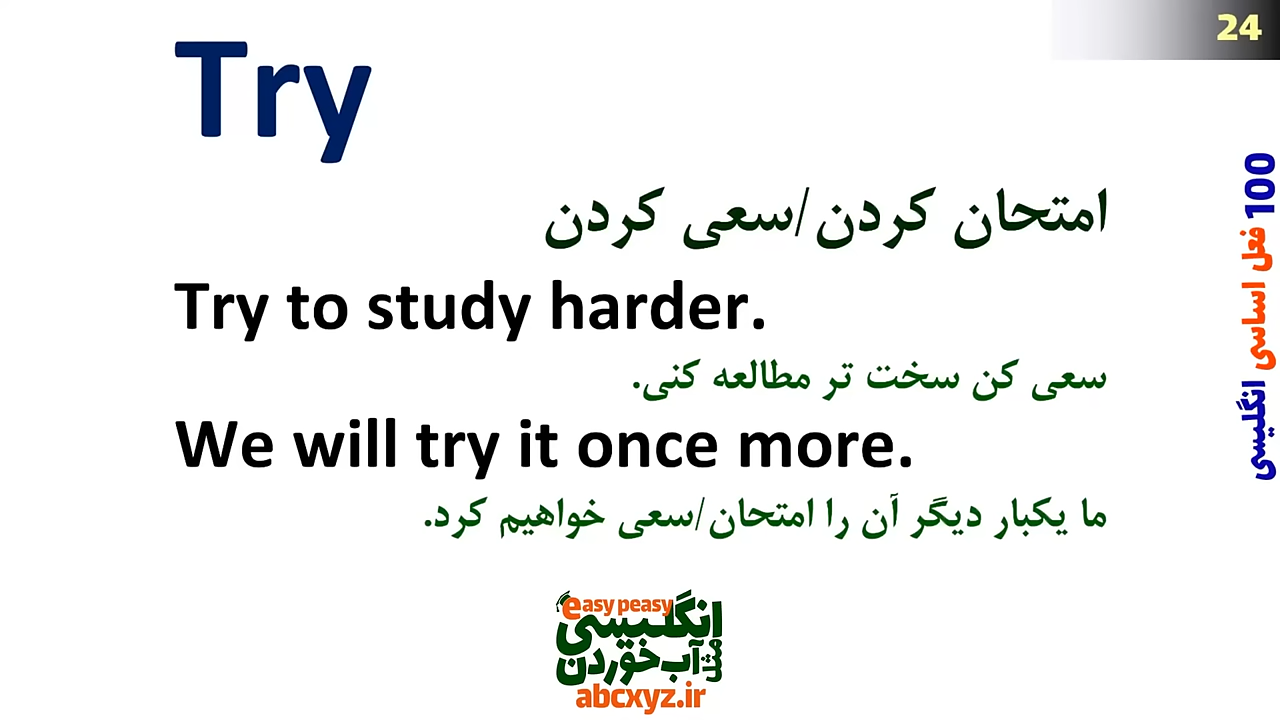 24
Try
امتحان کردن/سعی کردن
Try to study harder.
سعی کن سخت تر مطالعه کنی.
We will try it once more.
ما یکبار دیگر آن را امتحان/سعی خواهیم کرد.
100 فعل اساسی انگلیسی
easy peasy
انگلیسی
مثل آب خوردن
abcxyz.ir